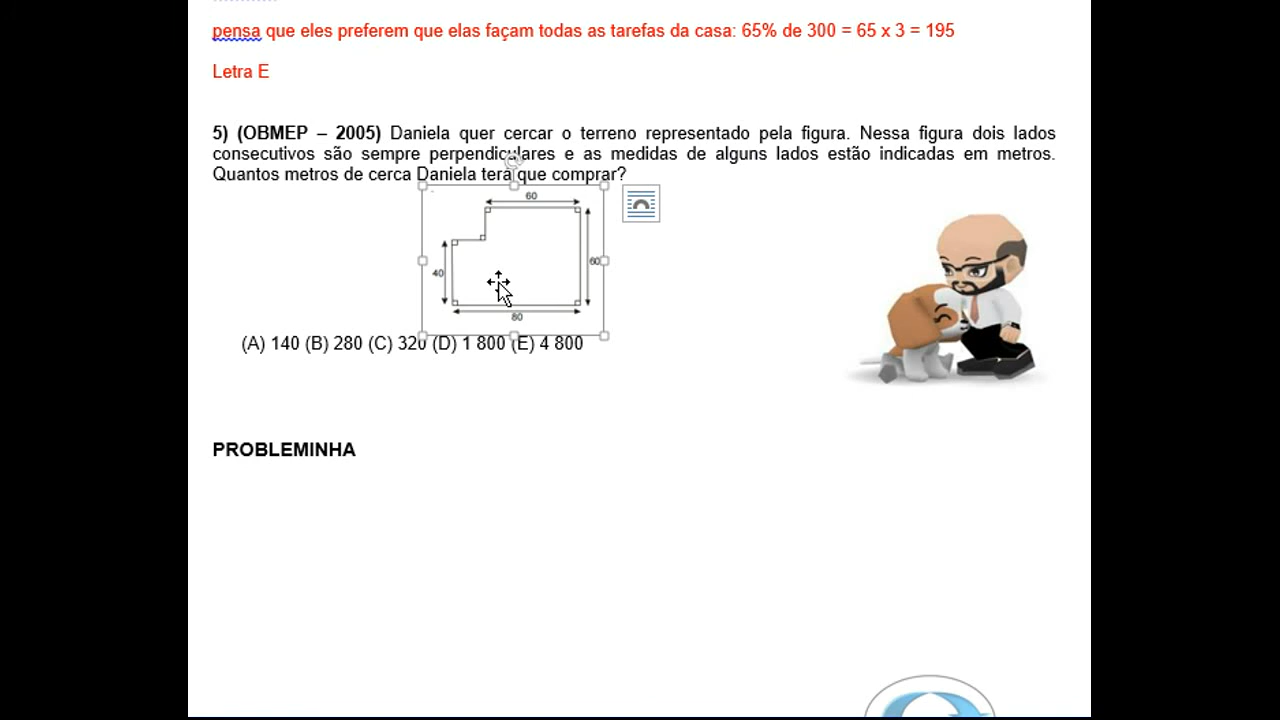 pensa que eles preferem que elas façam todas as tarefas da casa: 65% de 300 = 65 x 3 = 195
Letra E
5) (OBMEP – 2005) Daniela quer cercar o terreno representado pela figura. Nessa figura dois lados
consecutivos são sempre perpendiculares e as medidas de alguns lados estão indicadas em metros.
Quantos metros de cerca Daniela terá que comprar?
60
40
60
80
(A) 140 (B) 280 (C) 320 (D) 1 800 (E) 4 800
PROBLEMINHA